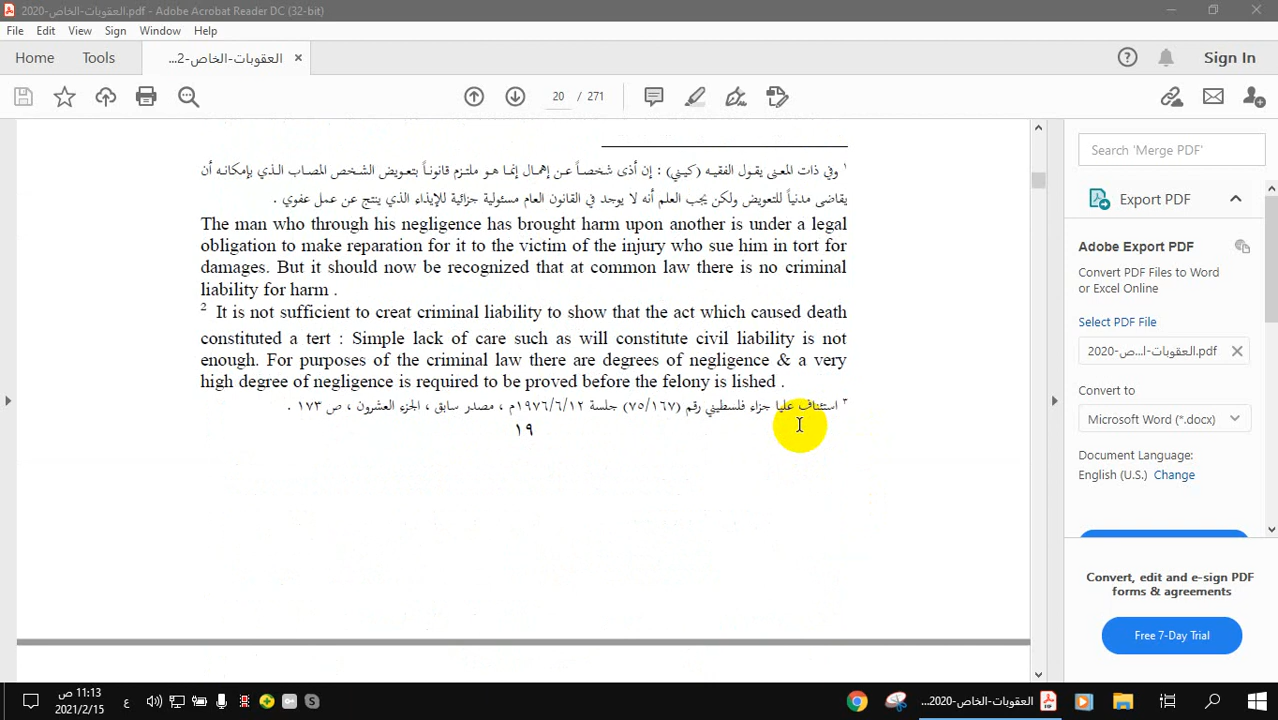 العقوبات-الخاص-2020.pdf - Adobe Acrobat Reader DC (32-bit)
File Edit View Sign Window Help
Home Tools العقوبات-الخاص-2... × Sign In
20 / 271
١ وفي ذات المعنى يقول الفقيه (كيني) : إن أذى شخصاً عن إهمال إنما هو ملتزم قانوناً بتعويض الشخص المصاب الذي بإمكانه أن
يقاضى مدنياً للتعويض ولكن يجب العلم أنه لا يوجد في القانون العام مسئولية جزائية للإيذاء الذي ينتج عن عمل عفوي .
The man who through his negligence has brought harm upon another is under a legal
obligation to make reparation for it to the victim of the injury who sue him in tort for
damages. But it should now be recognized that at common law there is no criminal
liability for harm .
2 It is not sufficient to creat criminal liability to show that the act which caused death
constituted a tert : Simple lack of care such as will constitute civil liability is not
enough. For purposes of the criminal law there are degrees of negligence & a very
high degree of negligence is required to be proved before the felony is lished .
٣ استئناف عليا جزاء فلسطيني رقم (٧٥/١٦٧) جلسة ١٩٧٦/٦/١٢م ، مصدر سابق ، الجزء العشرون ، ص ١٧٣ .
١٩
Search 'Merge PDF'
Export PDF
Adobe Export PDF
Convert PDF Files to Word
or Excel Online
Select PDF File
العقوبات-ال...ص-2020.pdf ×
Convert to
Microsoft Word (*.docx)
Document Language:
English (U.S.) Change
Convert, edit and e-sign PDF
forms & agreements
Free 7-Day Trial
11:13 ص
2021/2/15
ع
العقوبات-الخاص-2020...